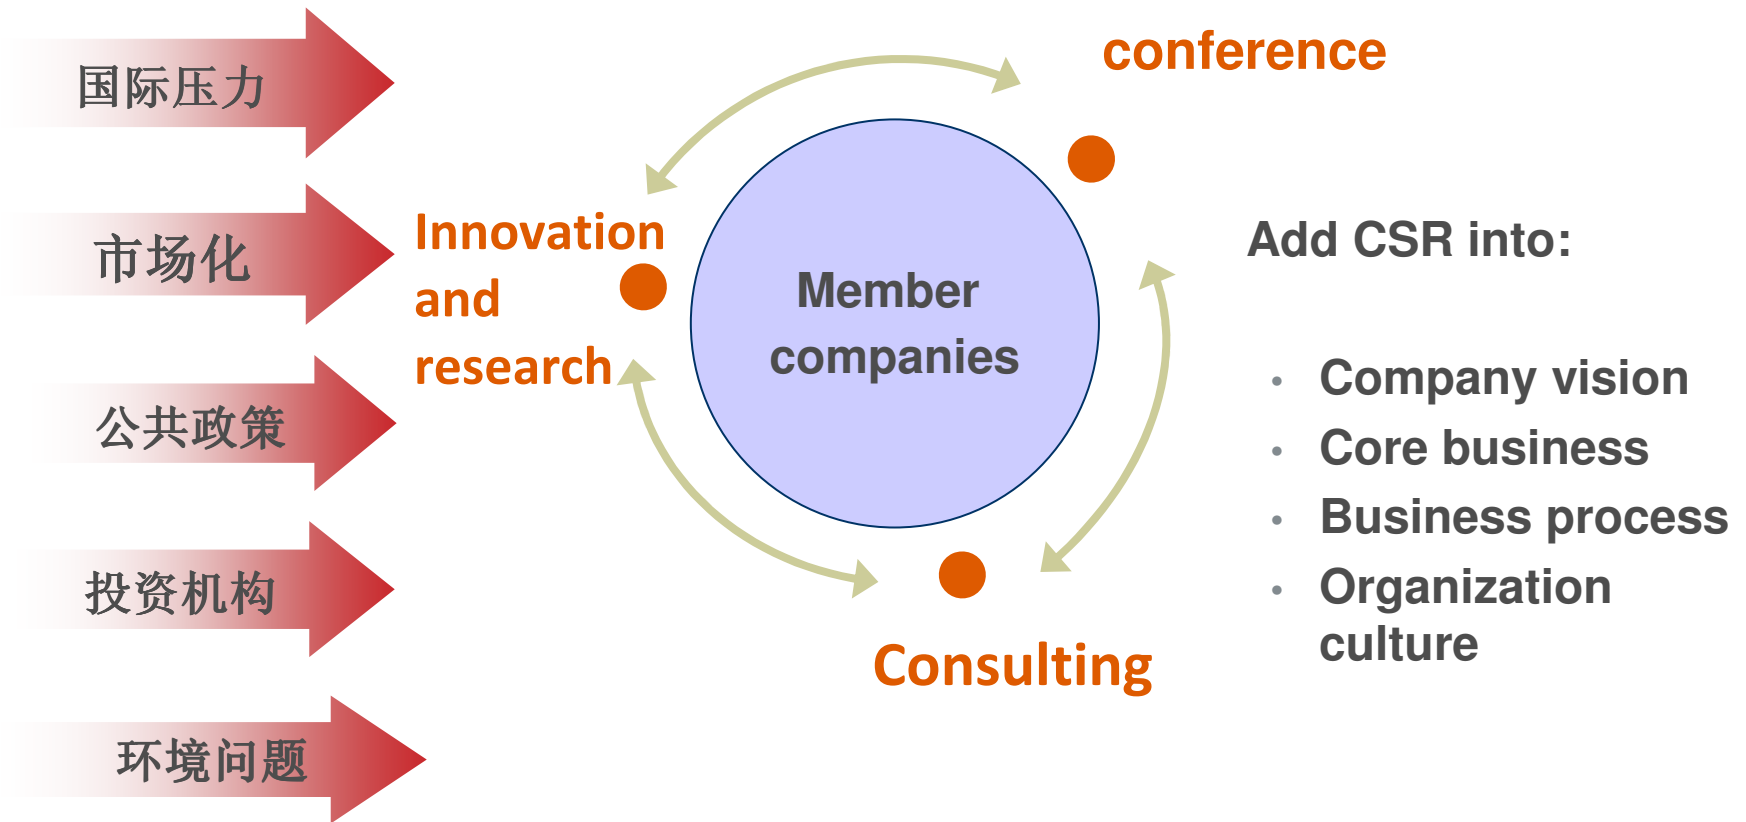 国际压力
市场化
公共政策
投资机构
环境问题
conference
Innovation
and
research
Member
companies
Consulting
Add CSR into:
• Company vision
• Core business
• Business process
• Organization
culture